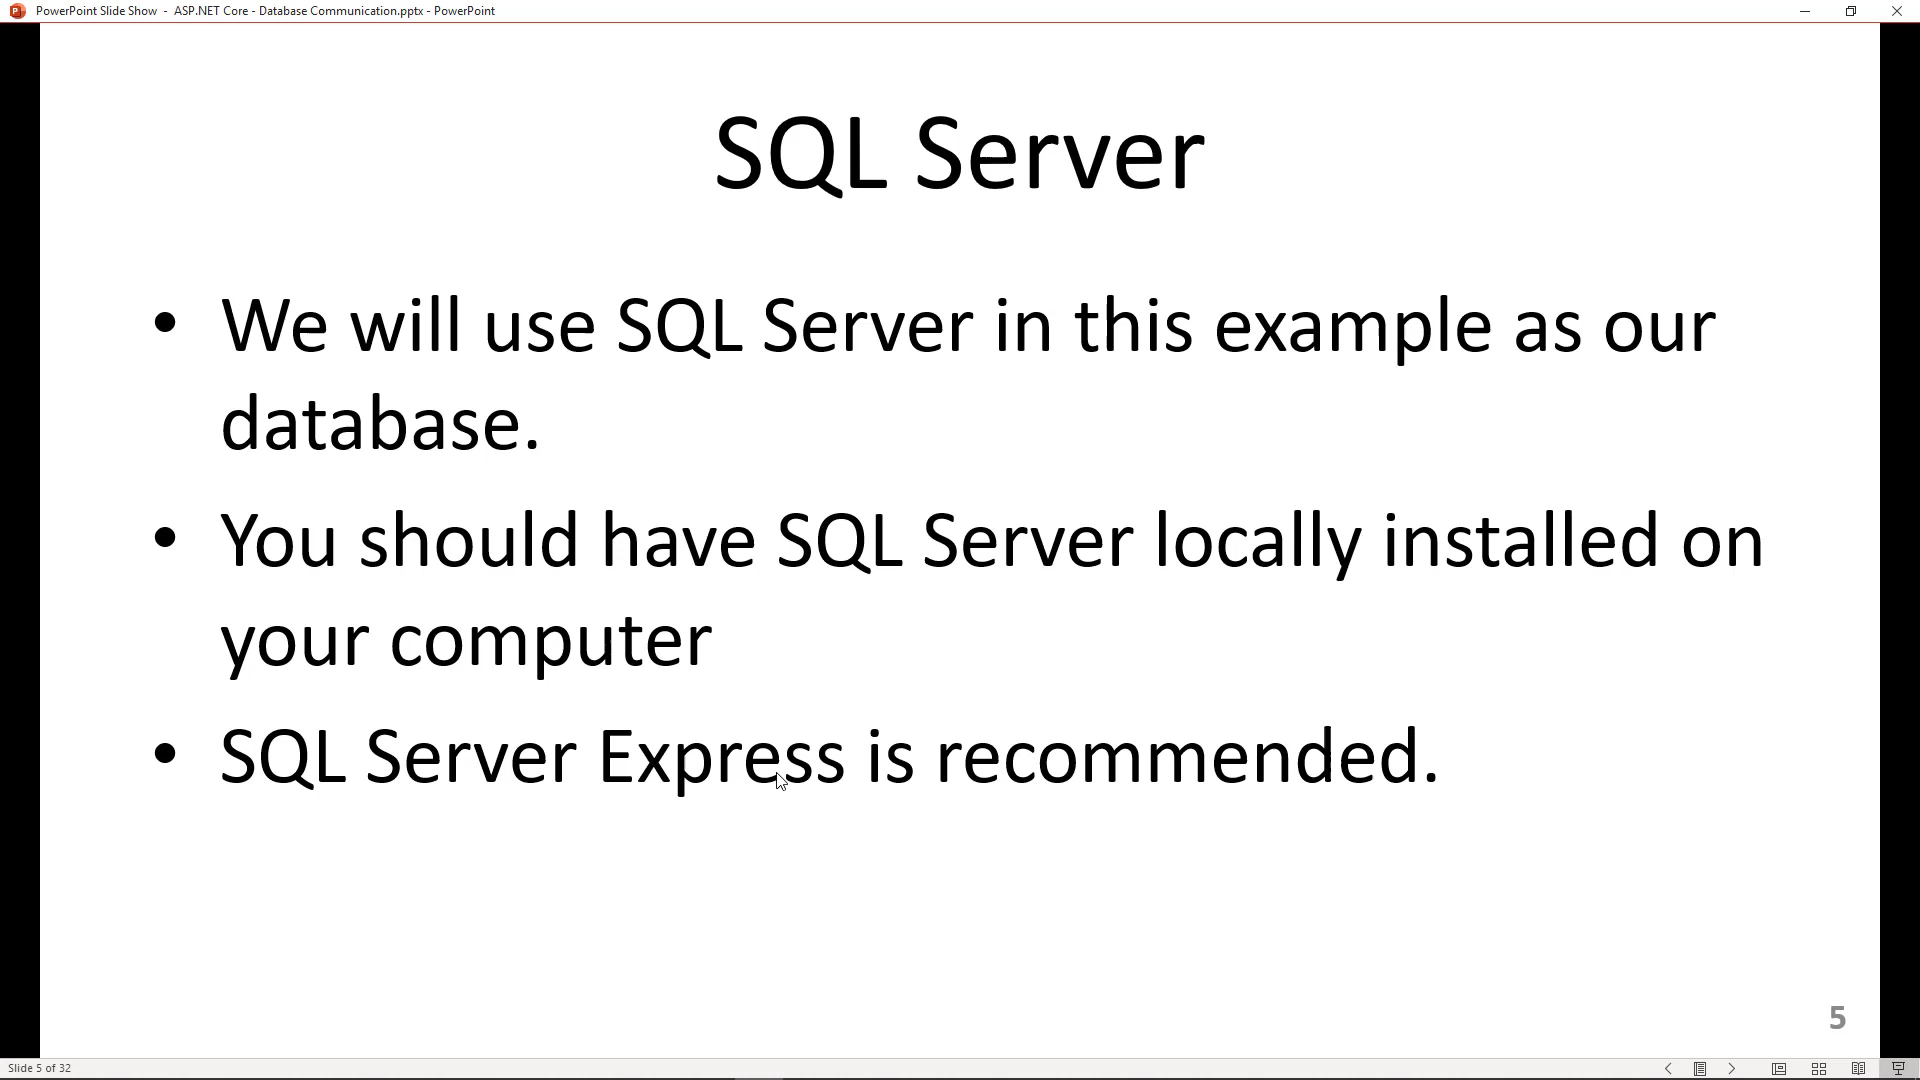 PowerPoint Slide Show - ASP.NET Core - Database Communication.pptx - PowerPoint
SQL Server
• We will use SQL Server in this example as our
database.
• You should have SQL Server locally installed on
your computer
• SQL Server Express is recommended.
5
Slide 5 of 32